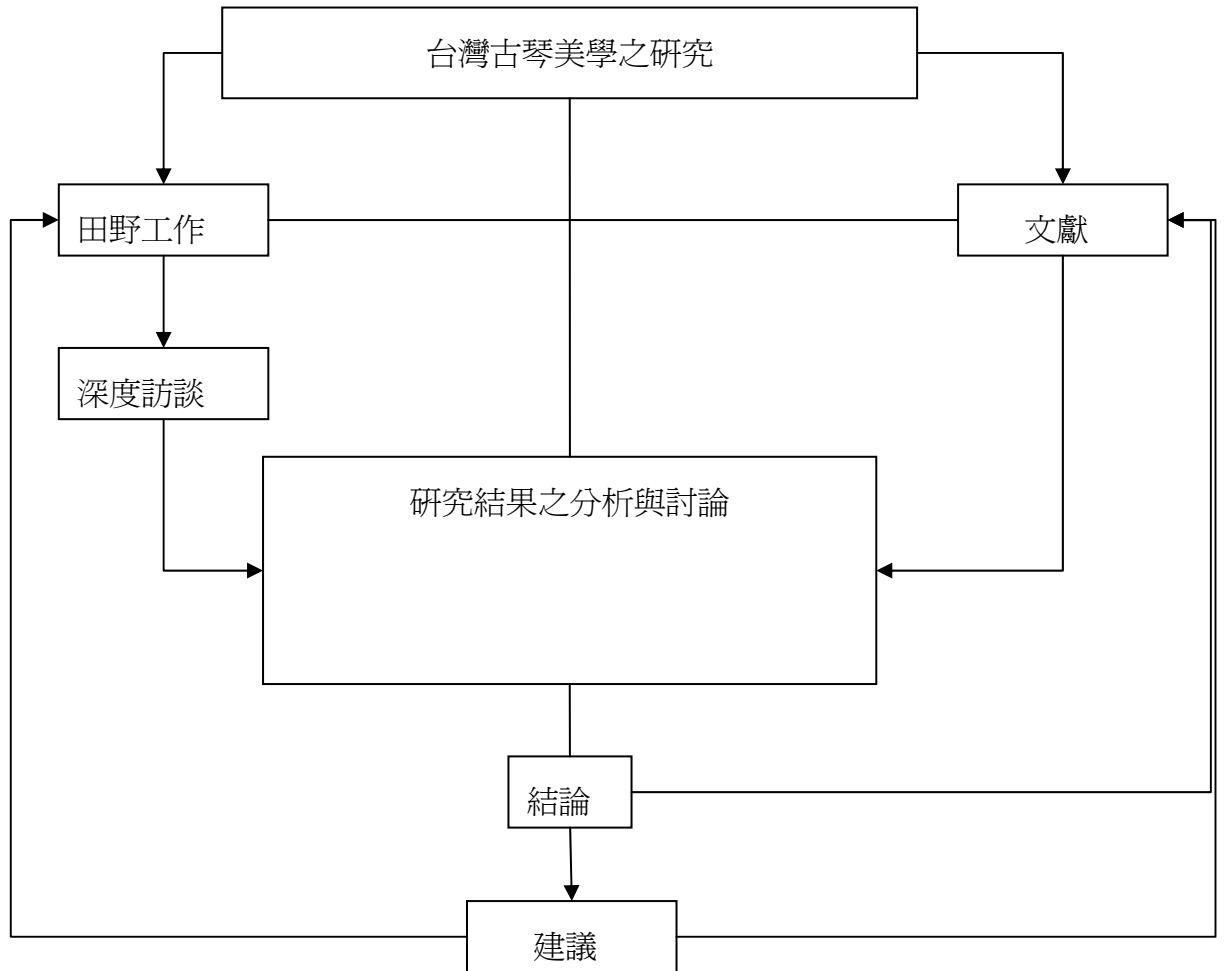 台灣古琴美學之研究
田野工作
文獻
深度訪談
研究結果之分析與討論
結論
建議